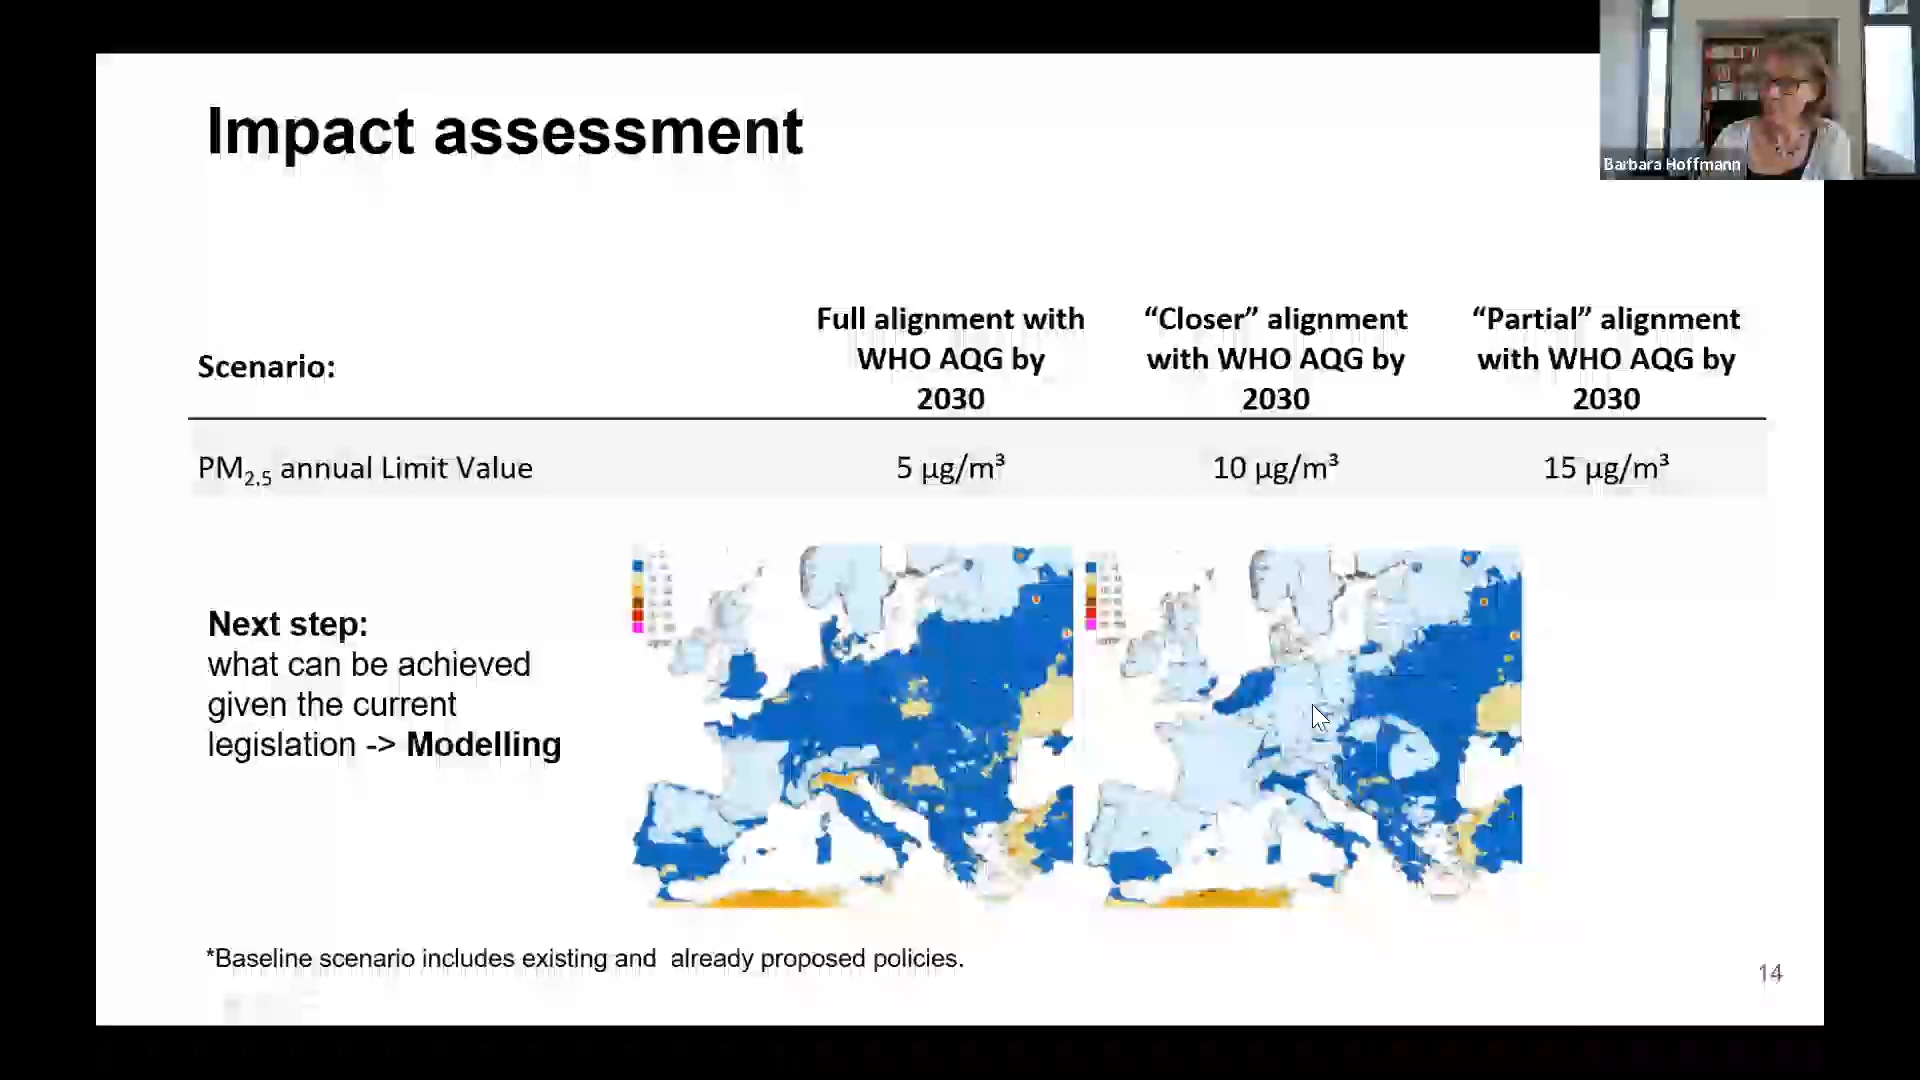 Impact assessment
Barbara Hoffmann
Scenario:
Full alignment with
WHO AQG by
2030
“Closer” alignment
with WHO AQG by
2030
“Partial” alignment
with WHO AQG by
2030
PM2.5 annual Limit Value
5 µg/m³
10 µg/m³
15 µg/m³
Next step:
what can be achieved
given the current
legislation -> Modelling
*Baseline scenario includes existing and already proposed policies.
14